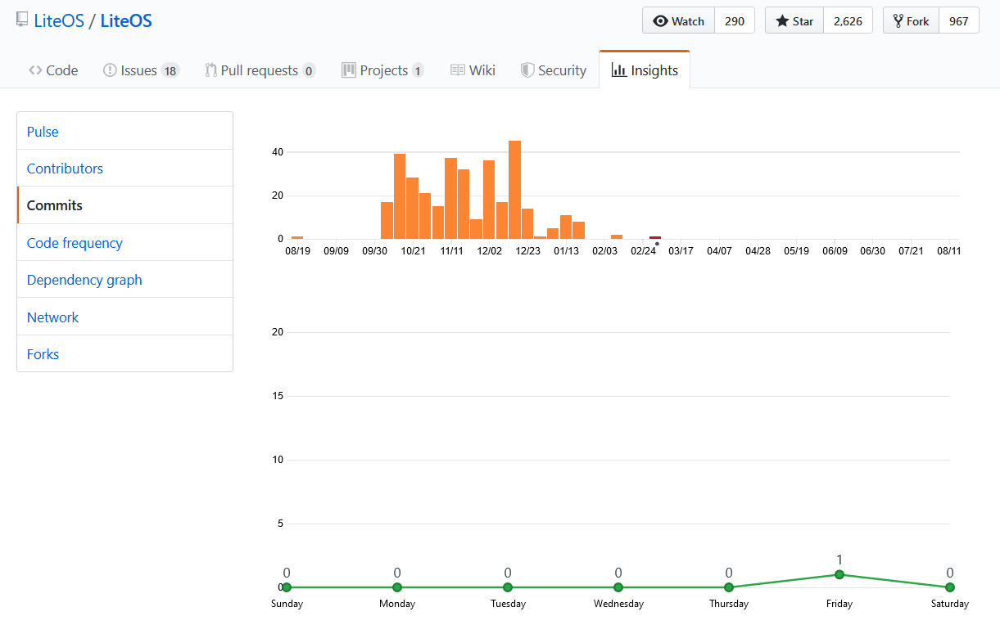 LiteOS / LiteOS
Watch 290
Star 2,626
Fork 967
Code
Issues 18
Pull requests 0
Projects 1
Wiki
Security
Insights
Pulse
Contributors
Commits
Code frequency
Dependency graph
Network
Forks
40
20
0
08/19 09/09 09/30 10/21 11/11 12/02 12/23 01/13 02/03 02/24 03/17 04/07 04/28 05/19 06/09 06/30 07/21 08/11
20
15
10
5
0
0 0 0 0 0 1 0
Sunday Monday Tuesday Wednesday Thursday Friday Saturday